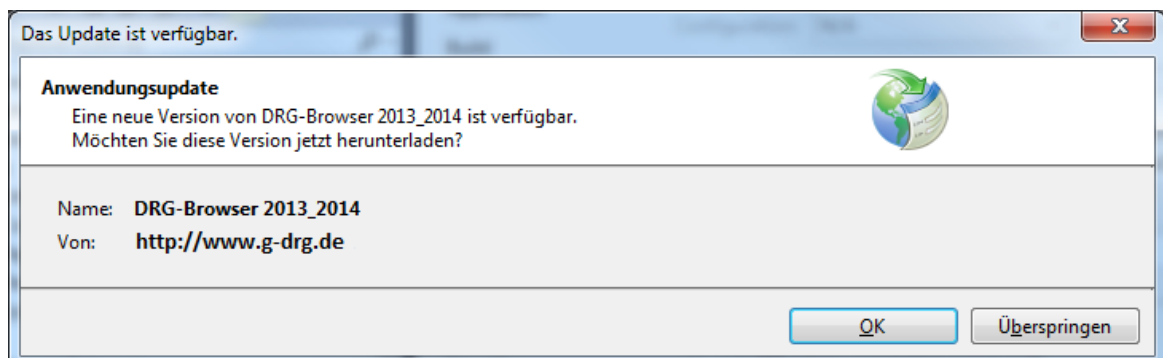 Das Update ist verfügbar.
Anwendungsupdate
Eine neue Version von DRG-Browser 2013_2014 ist verfügbar.
Möchten Sie diese Version jetzt herunterladen?
Name: DRG-Browser 2013_2014
Von: http://www.g-drg.de
OK
Überspringen